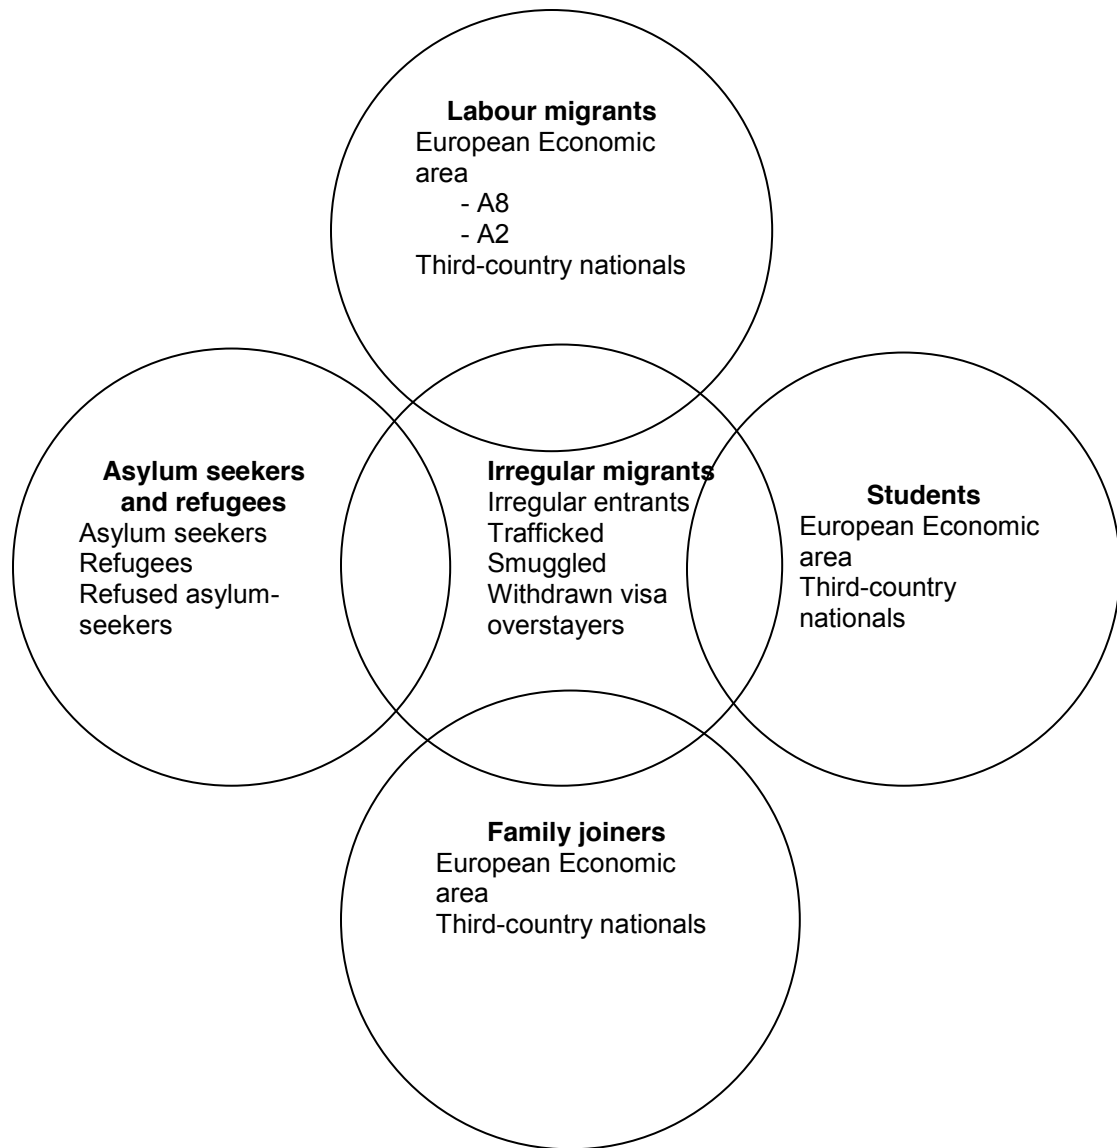 Labour migrants
European Economic
area
- A8
- A2
Third-country nationals
Asylum seekers
and refugees
Asylum seekers
Refugees
Refused asylum-
seekers
Irregular migrants
Irregular entrants
Trafficked
Smuggled
Withdrawn visa
overstayers
Students
European Economic
area
Third-country
nationals
Family joiners
European Economic
area
Third-country nationals